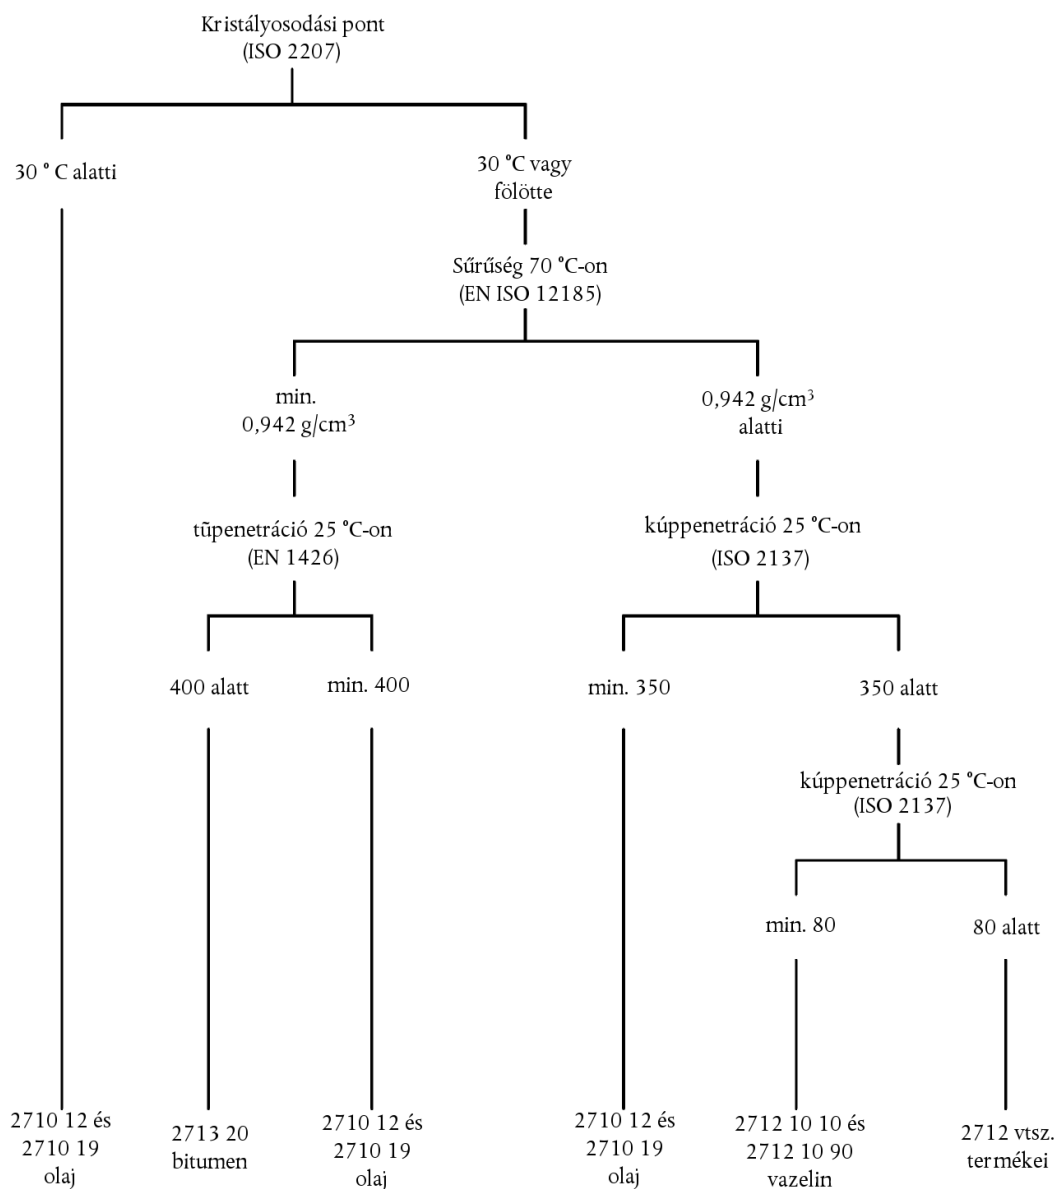 Kristályosodási pont
(ISO 2207)
30 ° C alatti
30 °C vagy
fölötte
Sűrűség 70 °C-on
(EN ISO 12185)
min.
0,942 g/cm³
0,942 g/cm³
alatti
tũpenetráció 25 °C-on
(EN 1426)
kúppenetráció 25 °C-on
(ISO 2137)
400 alatt
min. 400
min. 350
350 alatt
kúppenetráció 25 °C-on
(ISO 2137)
min. 80
80 alatt
2710 12 és
2710 19
olaj
2713 20
bitumen
2710 12 és
2710 19
olaj
2710 12 és
2710 19
olaj
2712 10 10 és
2712 10 90
vazelin
2712 vtsz.
termékei